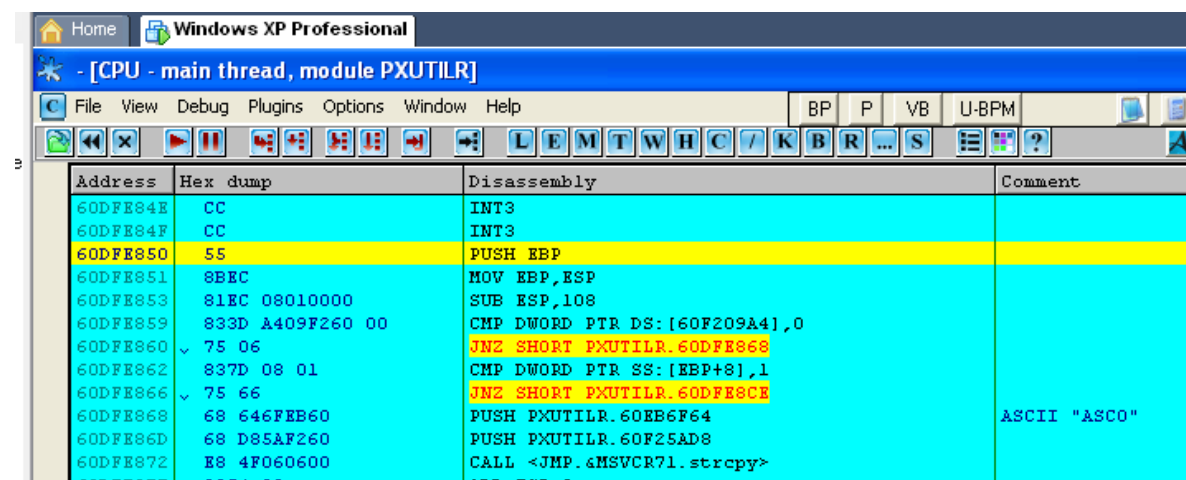 Home Windows XP Professional
- [CPU - main thread, module PXUTILR]
C File View Debug Plugins Options Window Help BP P VB U-BPM
L E M T W H C / K B R ... S ?
Address Hex dump Disassembly Comment
60DFE84E CC INT3
60DFE84F CC INT3
60DFE850 55 PUSH EBP
60DFE851 8BEC MOV EBP,ESP
60DFE853 81EC 08010000 SUB ESP,108
60DFE859 833D A409F260 00 CMP DWORD PTR DS:[60F209A4],0
60DFE860 75 06 JNZ SHORT PXUTILR.60DFE868
60DFE862 837D 08 01 CMP DWORD PTR SS:[EBP+8],1
60DFE866 75 66 JNZ SHORT PXUTILR.60DFE8CE
60DFE868 68 646FEB60 PUSH PXUTILR.60EB6F64 ASCII "ASCO"
60DFE86D 68 D85AF260 PUSH PXUTILR.60F25AD8
60DFE872 E8 4F060600 CALL <JMP.&MSVCR71.strcpy>